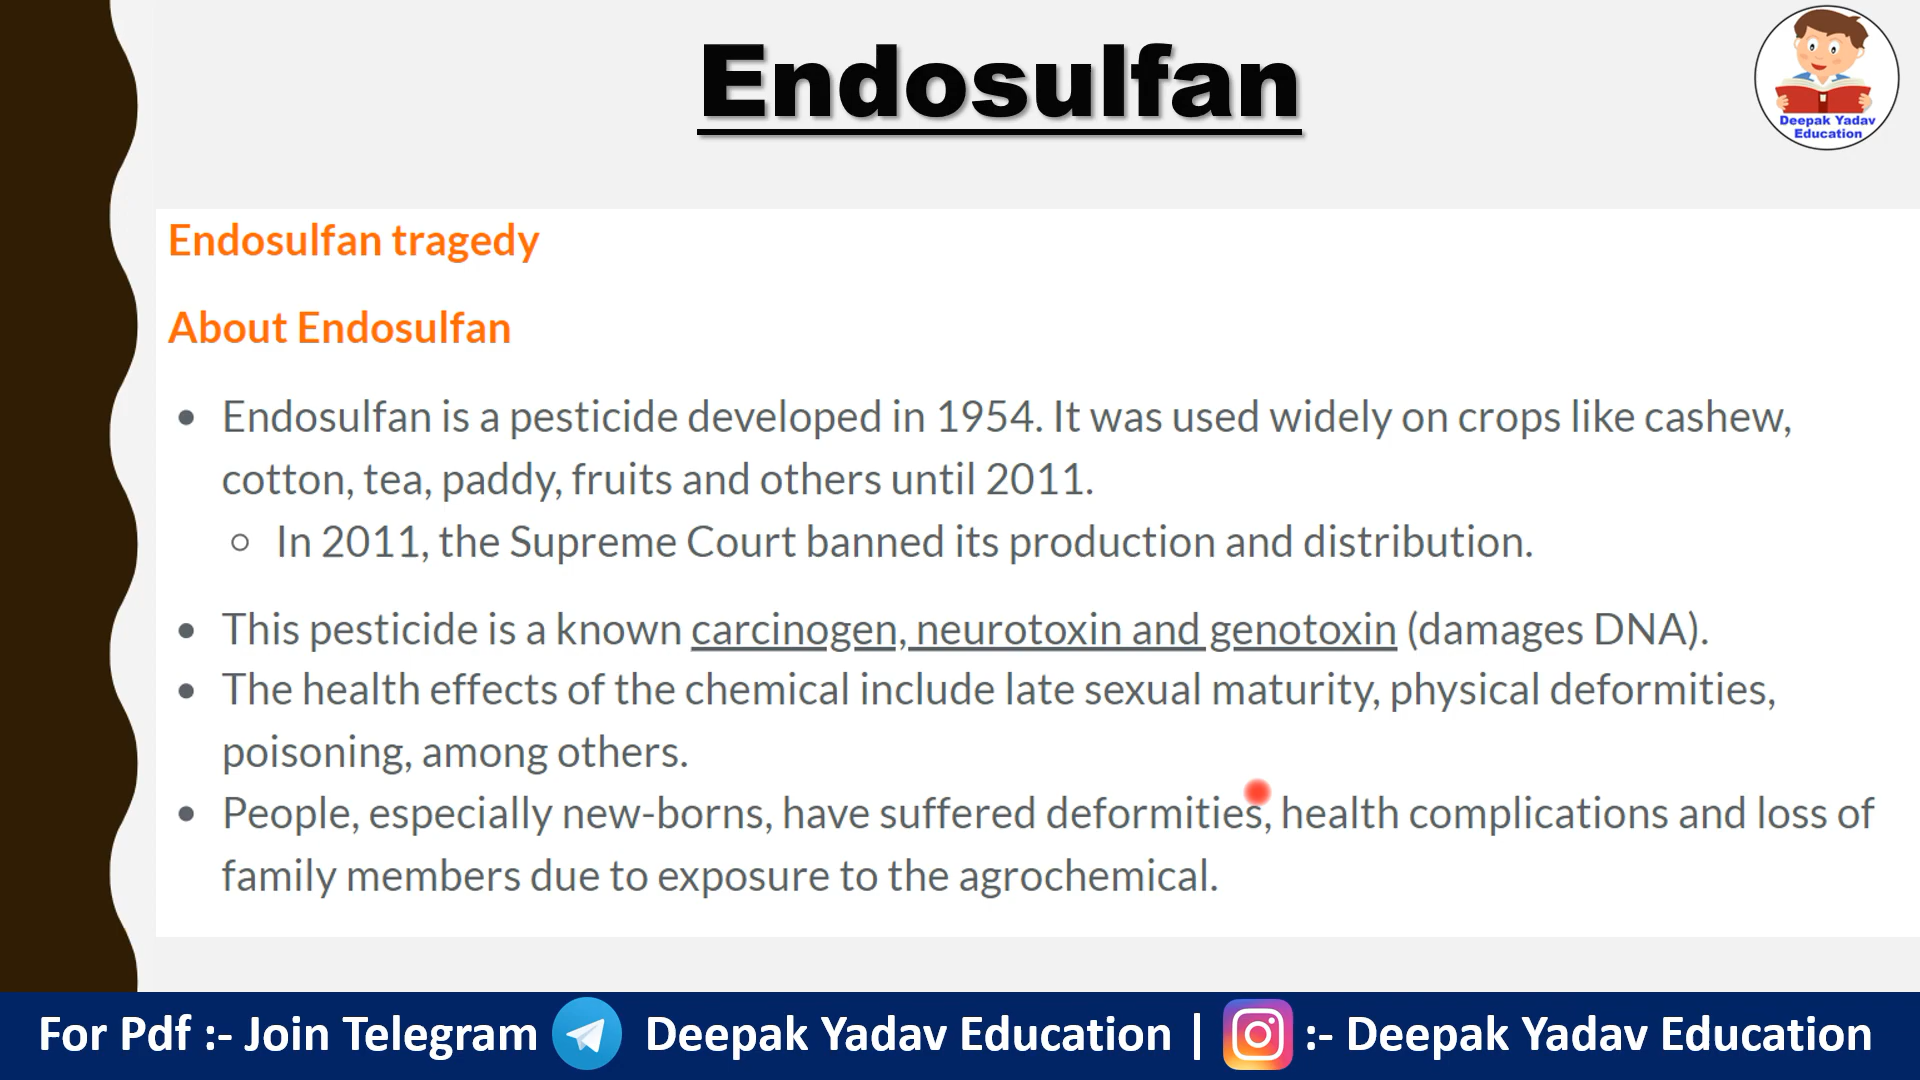 Endosulfan
Deepak Yadav
Education
Endosulfan tragedy
About Endosulfan
• Endosulfan is a pesticide developed in 1954. It was used widely on crops like cashew,
cotton, tea, paddy, fruits and others until 2011.
○ In 2011, the Supreme Court banned its production and distribution.
• This pesticide is a known carcinogen, neurotoxin and genotoxin (damages DNA).
• The health effects of the chemical include late sexual maturity, physical deformities,
poisoning, among others.
• People, especially new-borns, have suffered deformities, health complications and loss of
family members due to exposure to the agrochemical.
For Pdf :- Join Telegram Deepak Yadav Education | :- Deepak Yadav Education